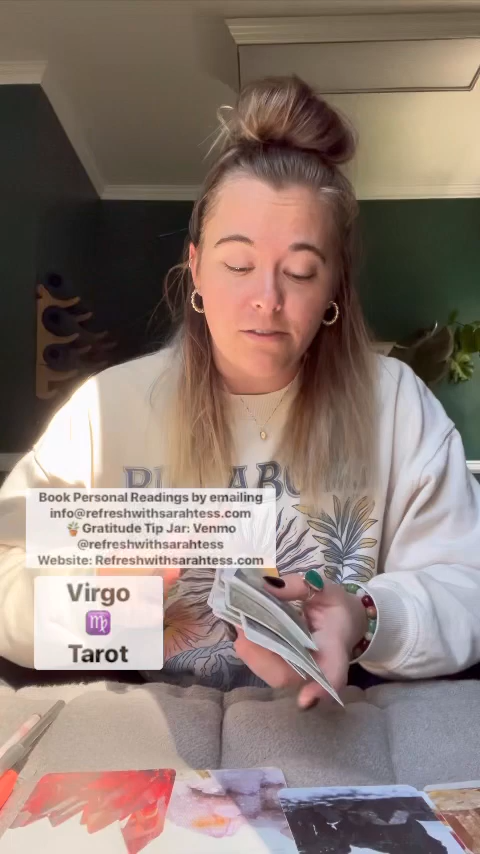 Book Personal Readings by emailing
info@refreshwithsarahtess.com
🪴 Gratitude Tip Jar: Venmo
@refreshwithsarahtess
Website: Refreshwithsarahtess.com
Virgo
♍
Tarot